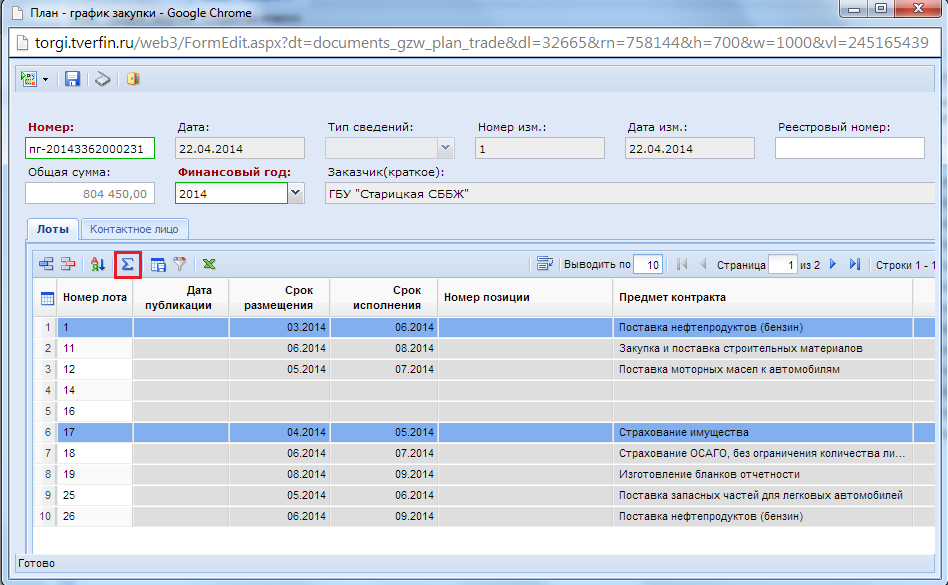 План - график закупки - Google Chrome
torgi.tverfin.ru/web3/FormEdit.aspx?dt=documents_gzw_plan_trade&dl=32665&rn=758144&h=700&w=1000&vl=245165439
Номер: Дата: Тип сведений: Номер изм.: Дата изм.: Реестровый номер:
пг-20143362000231 22.04.2014 1 22.04.2014
Общая сумма: Финансовый год: Заказчик(краткое):
804 450,00 2014 ГБУ "Старицкая СББЖ"
Лоты Контактное лицо
Σ Выводить по 10 Страница 1 из 2 Строки 1 - 1
Номер лота Дата публикации Срок размещения Срок исполнения Номер позиции Предмет контракта
1 1 03.2014 06.2014 Поставка нефтепродуктов (бензин)
2 11 06.2014 08.2014 Закупка и поставка строительных материалов
3 12 05.2014 07.2014 Поставка моторных масел к автомобилям
4 14
5 16
6 17 04.2014 05.2014 Страхование имущества
7 18 06.2014 07.2014 Страхование ОСАГО, без ограничения количества ли...
8 19 08.2014 09.2014 Изготовление бланков отчетности
9 25 05.2014 06.2014 Поставка запасных частей для легковых автомобилей
10 26 06.2014 09.2014 Поставка нефтепродуктов (бензин)
Готово